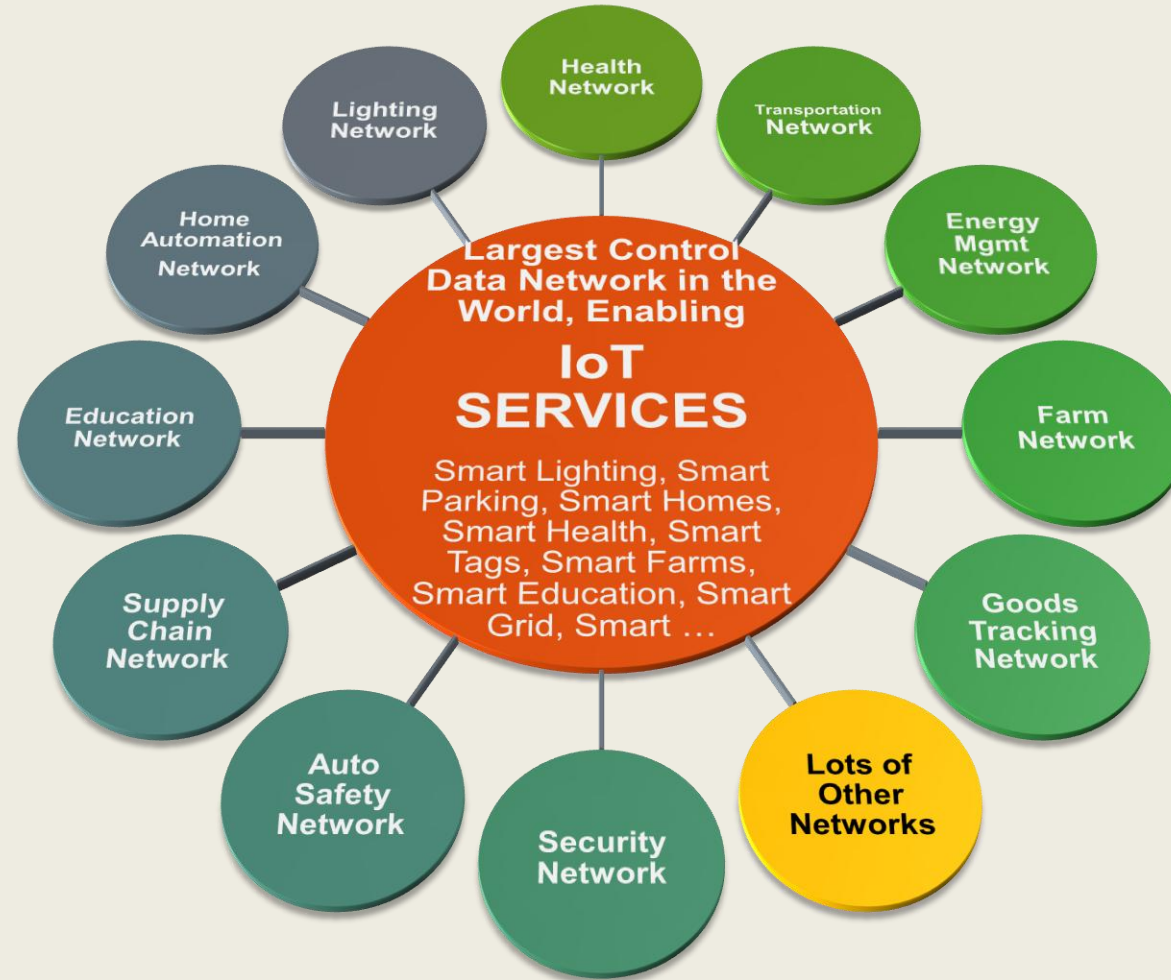 Health
Network
Transportation
Network
Energy
Mgmt
Network
Farm
Network
Goods
Tracking
Network
Lots of
Other
Networks
Security
Network
Auto
Safety
Network
Supply
Chain
Network
Education
Network
Home
Automation
Network
Lighting
Network
Largest Control
Data Network in the
World, Enabling
IoT
SERVICES
Smart Lighting, Smart
Parking, Smart Homes,
Smart Health, Smart
Tags, Smart Farms,
Smart Education, Smart
Grid, Smart ...